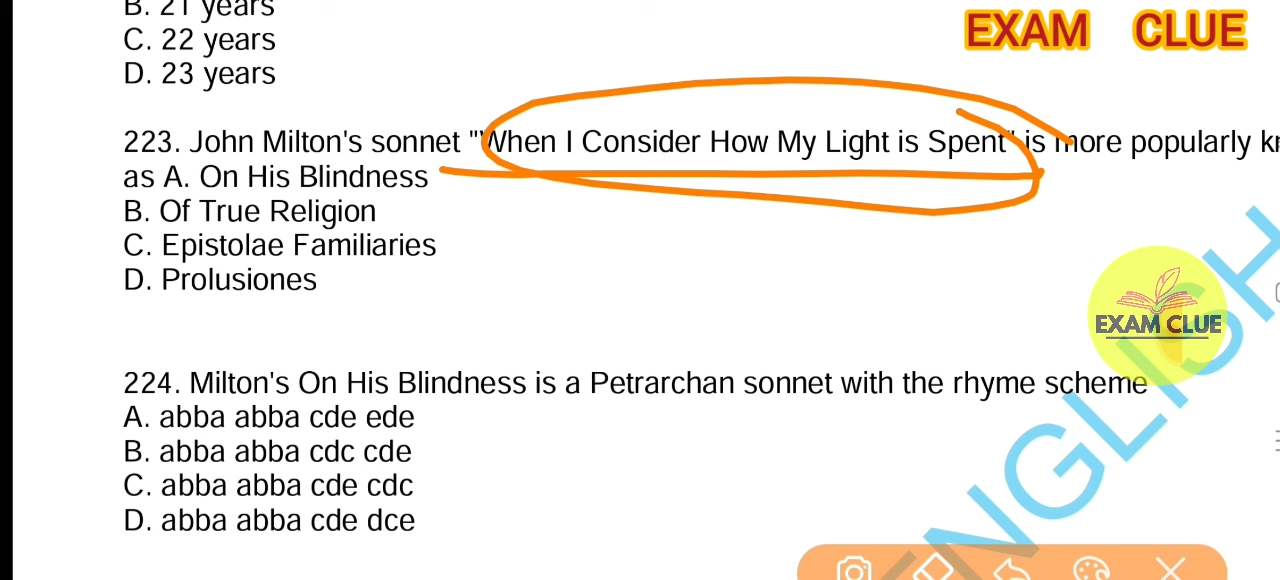 B. 21 years
EXAM CLUE
C. 22 years
D. 23 years
223. John Milton's sonnet "'When I Consider How My Light is Spent" is more popularly
as A. On His Blindness
B. Of True Religion
C. Epistolae Familiaries
D. Prolusiones
EXAM CLUE
224. Milton's On His Blindness is a Petrarchan sonnet with the rhyme scheme
A. abba abba cde ede
B. abba abba cdc cde
C. abba abba cde cdc
D. abba abba cde dce
ENGLISH